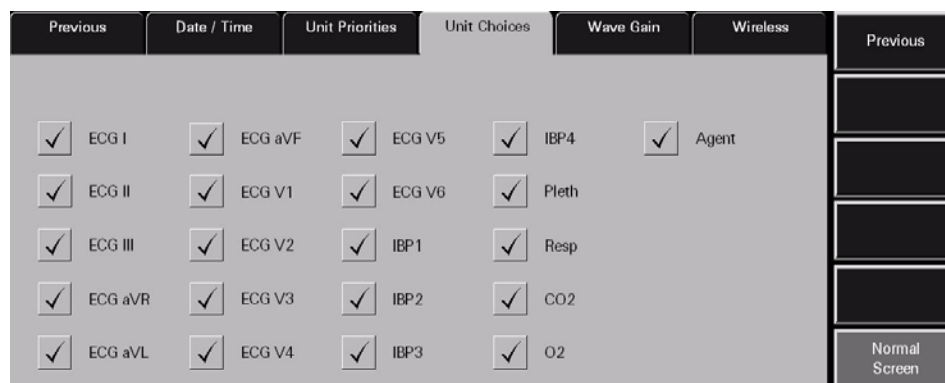 Previous Date / Time Unit Priorities Unit Choices Wave Gain Wireless
Previous
ECG I ECG aVF ECG V5 IBP4 Agent
ECG II ECG V1 ECG V6 Pleth
ECG III ECG V2 IBP1 Resp
ECG aVR ECG V3 IBP2 CO2
ECG aVL ECG V4 IBP3 O2
Normal
Screen